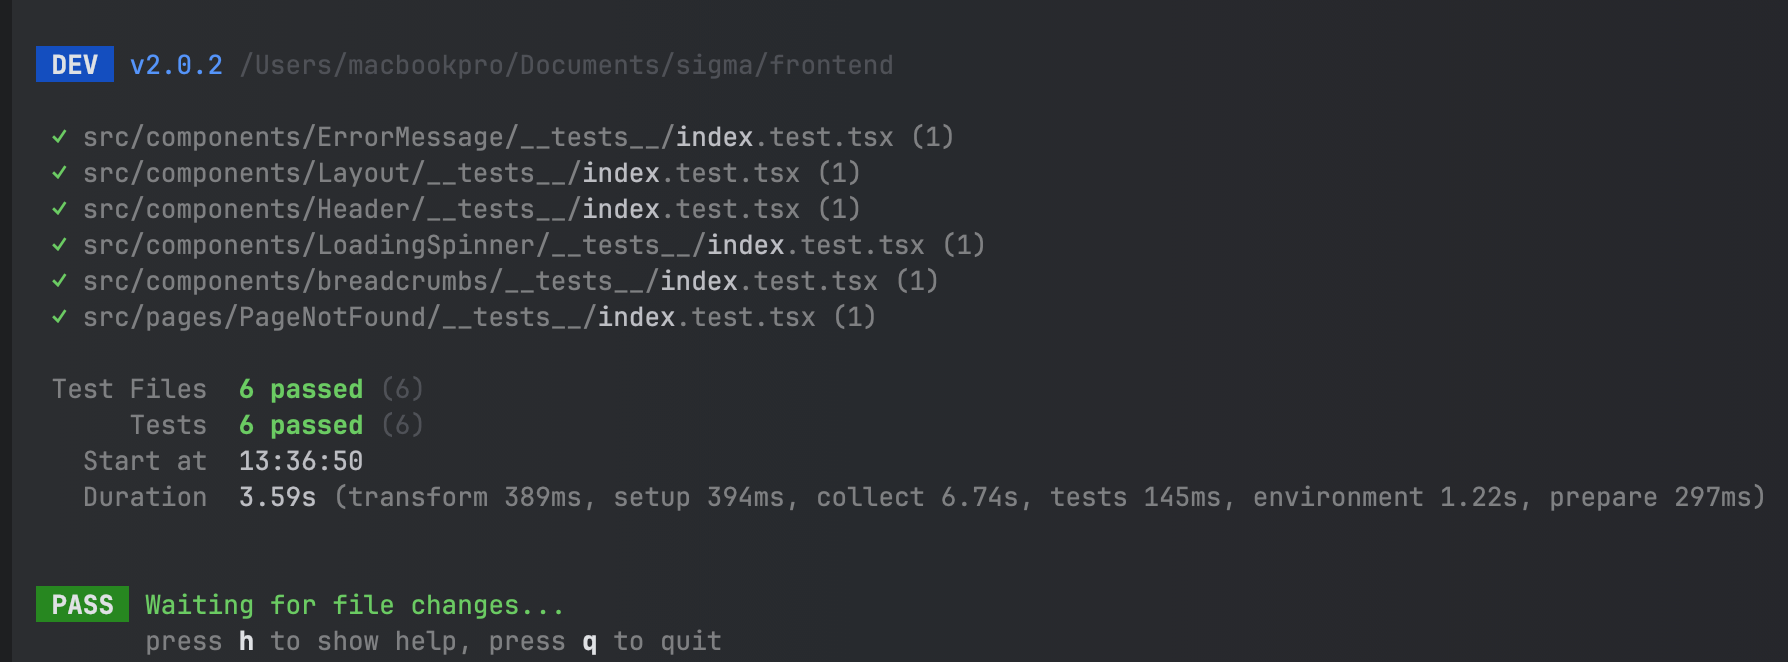 DEV v2.0.2 /Users/macbookpro/Documents/sigma/frontend
✓ src/components/ErrorMessage/__tests__/index.test.tsx (1)
✓ src/components/Layout/__tests__/index.test.tsx (1)
✓ src/components/Header/__tests__/index.test.tsx (1)
✓ src/components/LoadingSpinner/__tests__/index.test.tsx (1)
✓ src/components/breadcrumbs/__tests__/index.test.tsx (1)
✓ src/pages/PageNotFound/__tests__/index.test.tsx (1)
Test Files 6 passed (6)
Tests 6 passed (6)
Start at 13:36:50
Duration 3.59s (transform 389ms, setup 394ms, collect 6.74s, tests 145ms, environment 1.22s, prepare 297ms)
PASS Waiting for file changes...
press h to show help, press q to quit